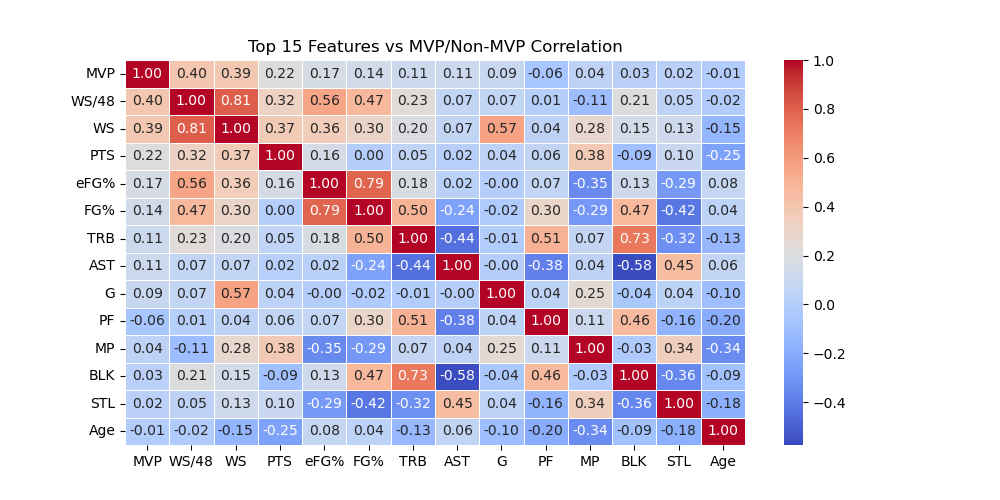 Top 15 Features vs MVP/Non-MVP Correlation
MVP 1.00 0.40 0.39 0.22 0.17 0.14 0.11 0.11 0.09 -0.06 0.04 0.03 0.02 -0.01
WS/48 0.40 1.00 0.81 0.32 0.56 0.47 0.23 0.07 0.07 0.01 -0.11 0.21 0.05 -0.02
WS 0.39 0.81 1.00 0.37 0.36 0.30 0.20 0.07 0.57 0.04 0.28 0.15 0.13 -0.15
PTS 0.22 0.32 0.37 1.00 0.16 0.00 0.05 0.02 0.04 0.06 0.38 -0.09 0.10 -0.25
eFG% 0.17 0.56 0.36 0.16 1.00 0.79 0.18 0.02 -0.00 0.07 -0.35 0.13 -0.29 0.08
FG% 0.14 0.47 0.30 0.00 0.79 1.00 0.50 -0.24 -0.02 0.30 -0.29 0.47 -0.42 0.04
TRB 0.11 0.23 0.20 0.05 0.18 0.50 1.00 -0.44 -0.01 0.51 0.07 0.73 -0.32 -0.13
AST 0.11 0.07 0.07 0.02 0.02 -0.24 -0.44 1.00 -0.00 -0.38 0.04 -0.58 0.45 0.06
G 0.09 0.07 0.57 0.04 -0.00 -0.02 -0.01 -0.00 1.00 0.04 0.25 -0.04 0.04 -0.10
PF -0.06 0.01 0.04 0.06 0.07 0.30 0.51 -0.38 0.04 1.00 0.11 0.46 -0.16 -0.20
MP 0.04 -0.11 0.28 0.38 -0.35 -0.29 0.07 0.04 0.25 0.11 1.00 -0.03 0.34 -0.34
BLK 0.03 0.21 0.15 -0.09 0.13 0.47 0.73 -0.58 -0.04 0.46 -0.03 1.00 -0.36 -0.09
STL 0.02 0.05 0.13 0.10 -0.29 -0.42 -0.32 0.45 0.04 -0.16 0.34 -0.36 1.00 -0.18
Age -0.01 -0.02 -0.15 -0.25 0.08 0.04 -0.13 0.06 -0.10 -0.20 -0.34 -0.09 -0.18 1.00
MVP WS/48 WS PTS eFG% FG% TRB AST G PF MP BLK STL Age
1.0
0.8
0.6
0.4
0.2
0.0
−0.2
−0.4